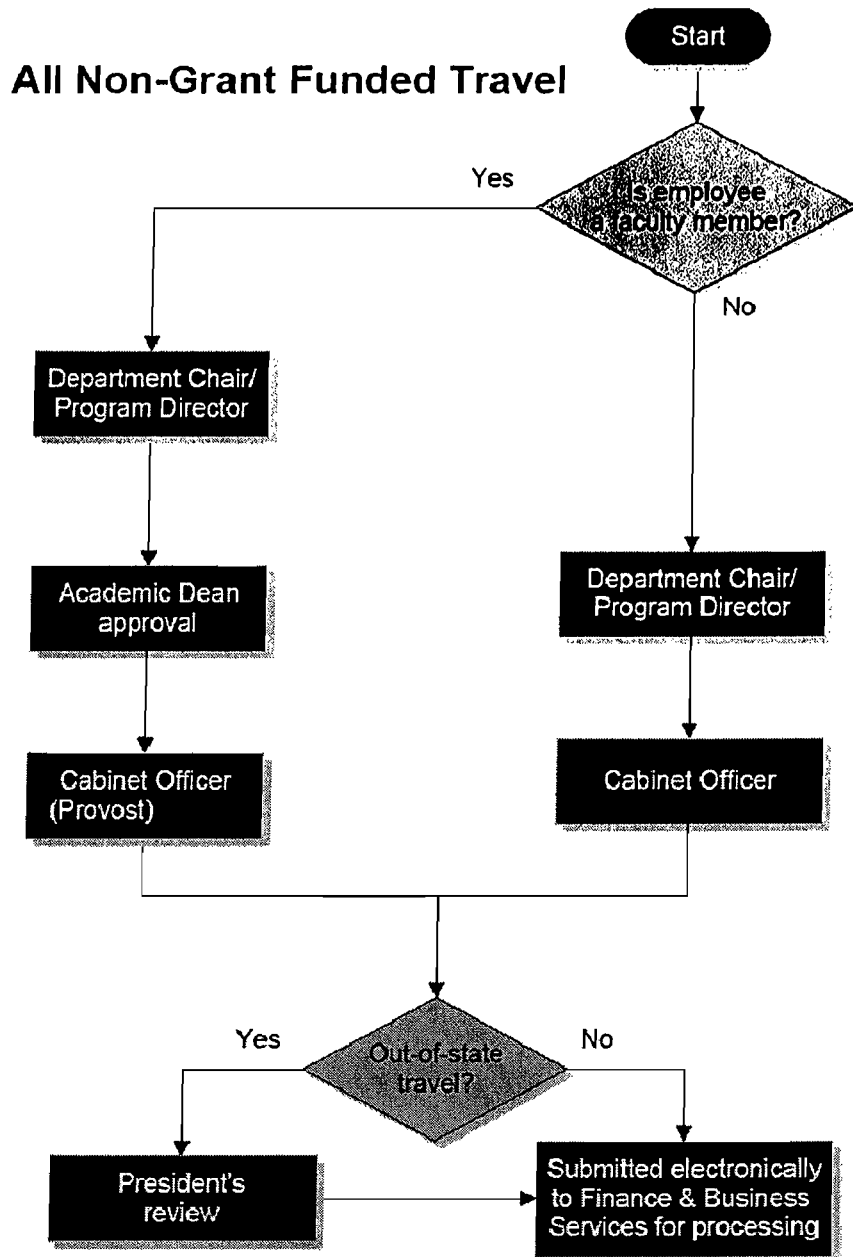 Start
All Non-Grant Funded Travel
Yes
Is employee
a faculty member?
No
Department Chair/
Program Director
Academic Dean
approval
Department Chair/
Program Director
Cabinet Officer
(Provost)
Cabinet Officer
Yes
No
Out-of-state
travel?
President's
review
Submitted electronically
to Finance & Business
Services for processing